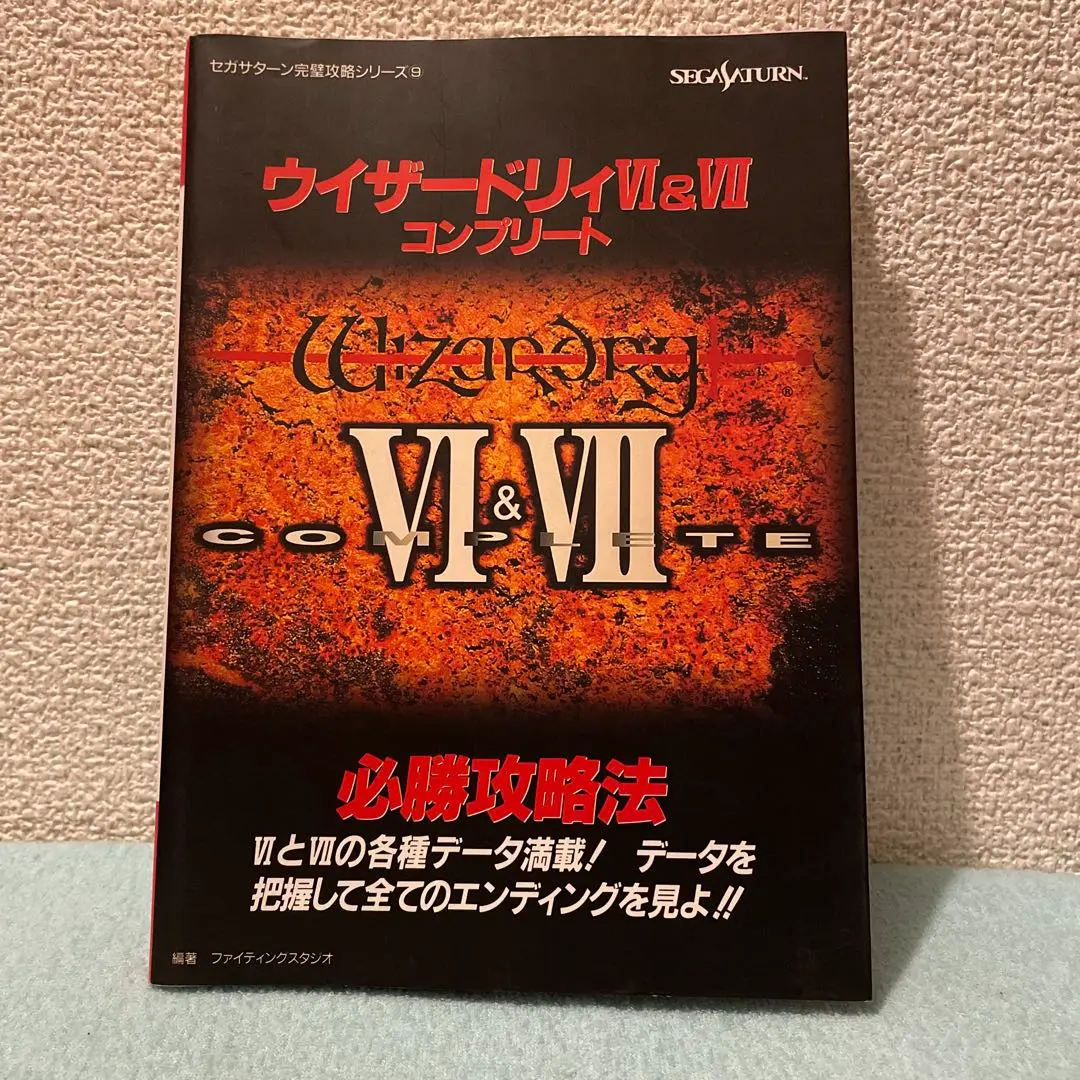 セガサターン完璧攻略シリーズ⑨
SEGA SATURN™
ウイザードリィⅥ&Ⅶ
コンプリート
Wizardry®
Ⅵ&Ⅶ
COMPLETE
必勝攻略法
ⅥとⅦの各種データ満載! データを
把握して全てのエンディングを見よ!!
編著 ファイティングスタジオ